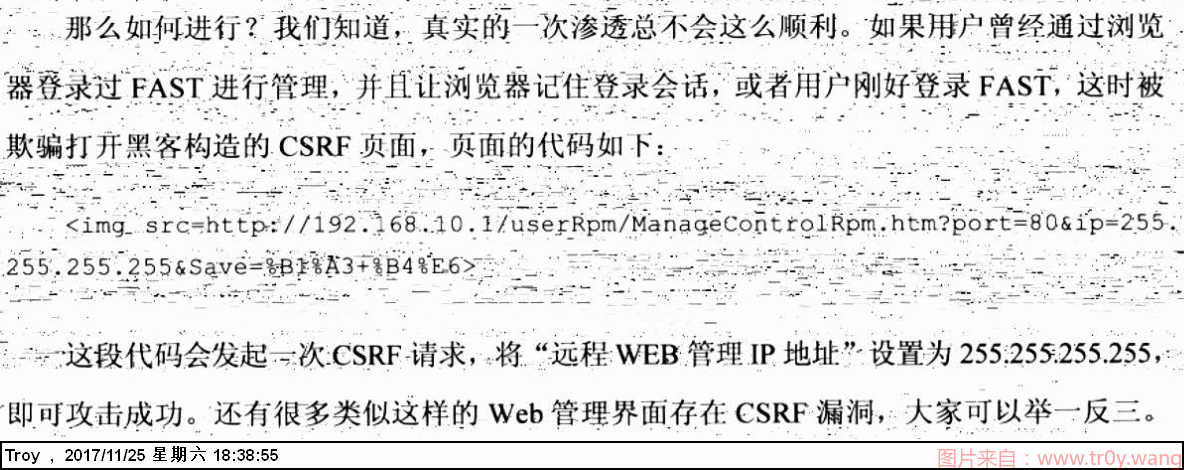 那么如何进行？我们知道，真实的一次渗透总不会这么顺利。如果用户曾经通过浏览
器登录过 FAST 进行管理，并且让浏览器记住登录会话，或者用户刚好登录 FAST，这时被
欺骗打开黑客构造的 CSRF 页面，页面的代码如下：
<img src=http://192.168.10.1/userRpm/ManageControlRpm.htm?port=80&ip=255.
255.255.255&Save=%B1%A3+%B4%E6>
这段代码会发起一次 CSRF 请求，将“远程 WEB 管理 IP 地址”设置为 255.255.255.255，
即可攻击成功。还有很多类似这样的 Web 管理界面存在 CSRF 漏洞，大家可以举一反三。
Troy , 2017/11/25 星期六 18:38:55
图片来自：www.tr0y.wang